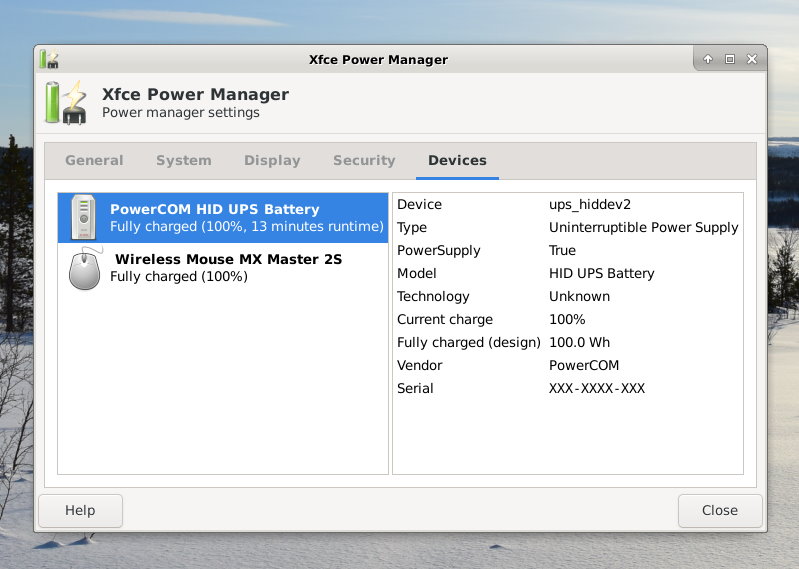 Xfce Power Manager
Xfce Power Manager
Power manager settings
General System Display Security Devices
PowerCOM HID UPS Battery
Fully charged (100%, 13 minutes runtime)
Wireless Mouse MX Master 2S
Fully charged (100%)
Device ups_hiddev2
Type Uninterruptible Power Supply
PowerSupply True
Model HID UPS Battery
Technology Unknown
Current charge 100%
Fully charged (design) 100.0 Wh
Vendor PowerCOM
Serial XXX-XXXX-XXX
Help Close